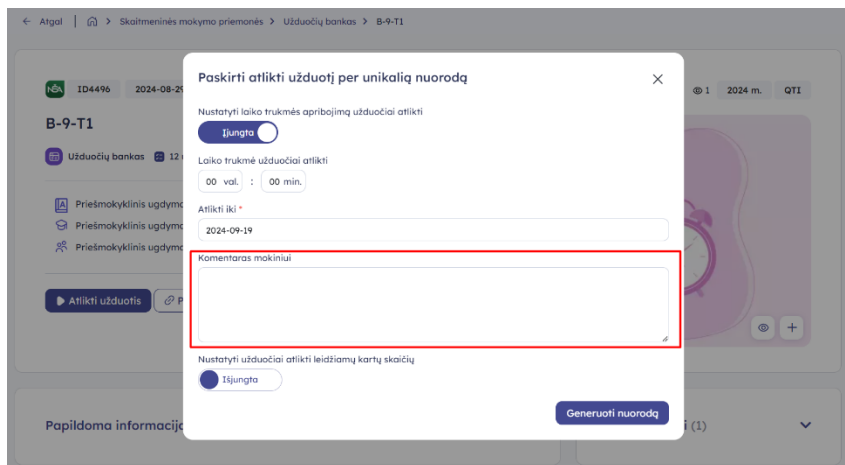 ← Atgal | > Skaitmeninės mokymo priemonės > Užduočių bankas > B-9-T1
Paskirti atlikti užduotį per unikalią nuorodą
NŠA ID4496 2024-08-29
1 2024 m. QTI
Nustatyti laiko trukmės apribojimą užduočiai atlikti
B-9-T1
Įjungta
Užduočių bankas 12
Laiko trukmė užduočiai atlikti
00 val. : 00 min.
Priešmokyklinis ugdymo
Atlikti iki *
Priešmokyklinis ugdymo
2024-09-19
Priešmokyklinis ugdymo
Komentaras mokiniui
Atlikti užduotis
Nustatyti užduočiai atlikti leidžiamų kartų skaičių
Išjungta
Generuoti nuorodą
Papildoma informacija
(1)